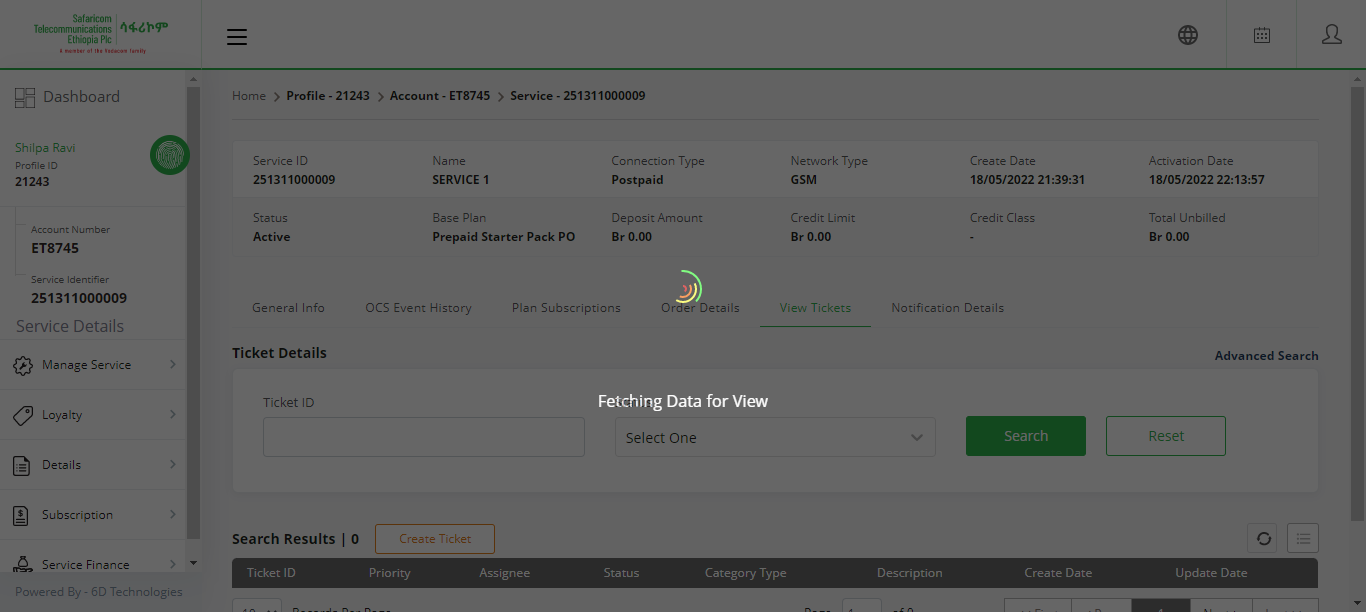 Safaricom
Telecommunications
Ethiopia Plc
ሳፋሪኮም
A member of the Vodacom family
Dashboard
Shilpa Ravi
Profile ID
21243
Account Number
ET8745
Service Identifier
251311000009
Service Details
Manage Service
Loyalty
Details
Subscription
Service Finance
Powered By - 6D Technologies
Home > Profile - 21243 > Account - ET8745 > Service - 251311000009
Service ID Name Connection Type Network Type Create Date Activation Date
251311000009 SERVICE 1 Postpaid GSM 18/05/2022 21:39:31 18/05/2022 22:13:57
Status Base Plan Deposit Amount Credit Limit Credit Class Total Unbilled
Active Prepaid Starter Pack PO Br 0.00 Br 0.00 - Br 0.00
General Info OCS Event History Plan Subscriptions Order Details View Tickets Notification Details
Ticket Details Advanced Search
Ticket ID
Fetching Data for View
Select One Search Reset
Search Results | 0 Create Ticket
Ticket ID Priority Assignee Status Category Type Description Create Date Update Date
10 Records Per Page Page 1 of 0